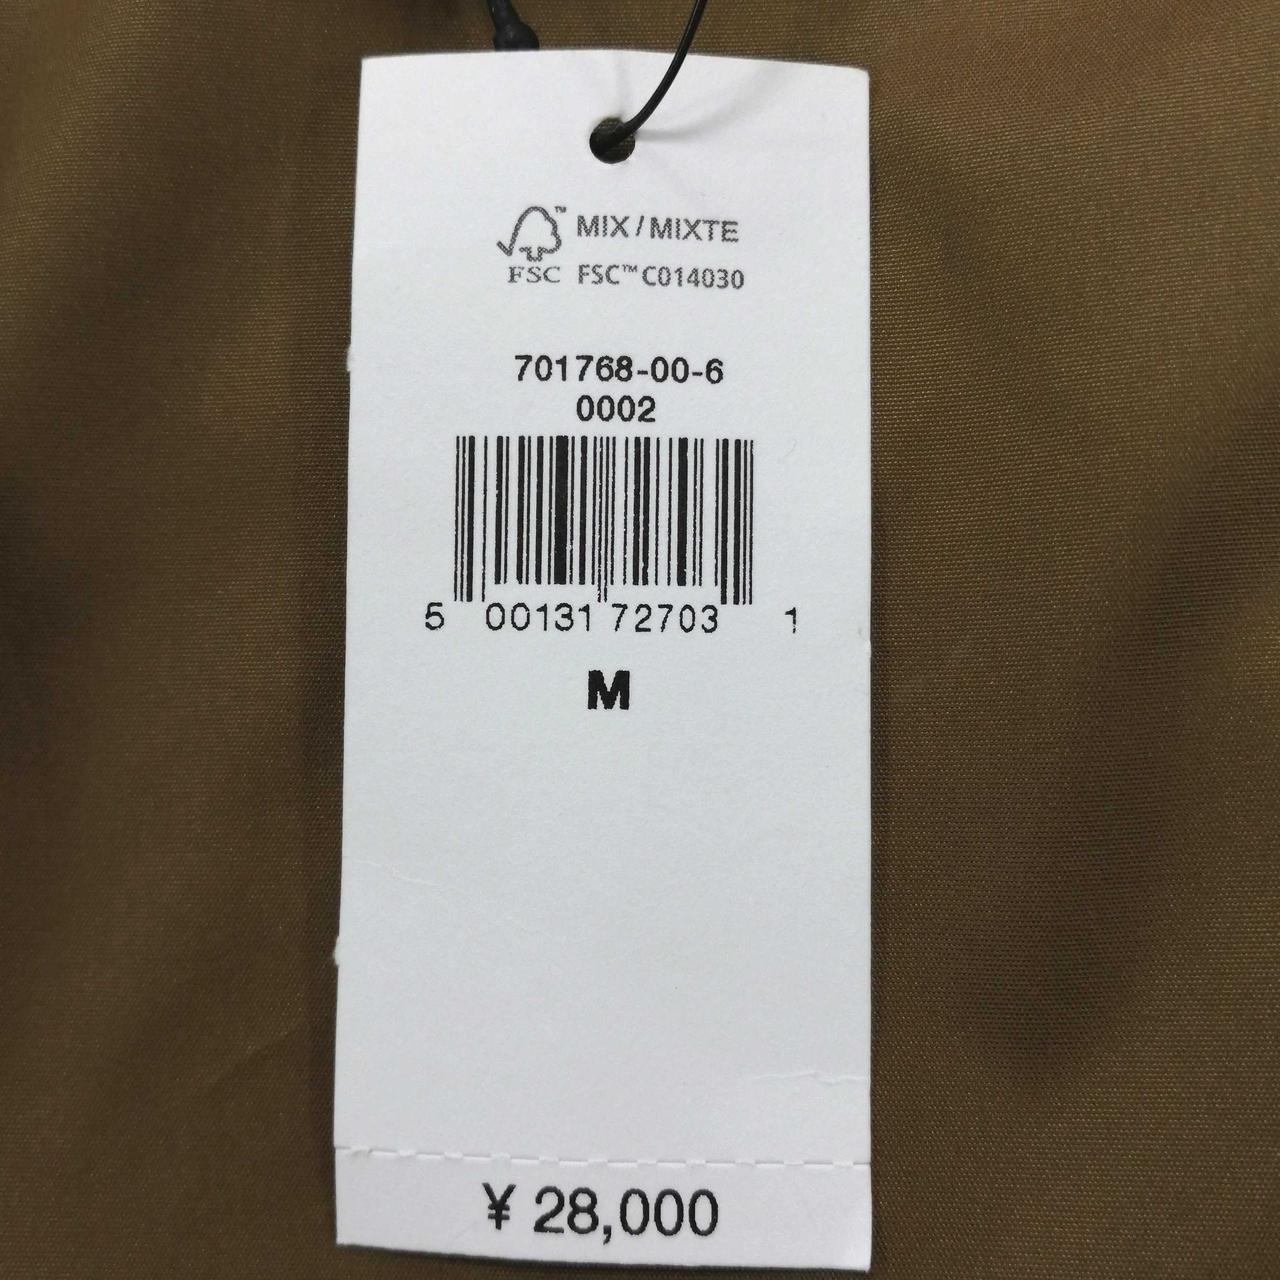 MIX / MIXTE
FSC FSC™ C014030
701768-00-6
0002
5 00131 72703 1
M
¥ 28,000